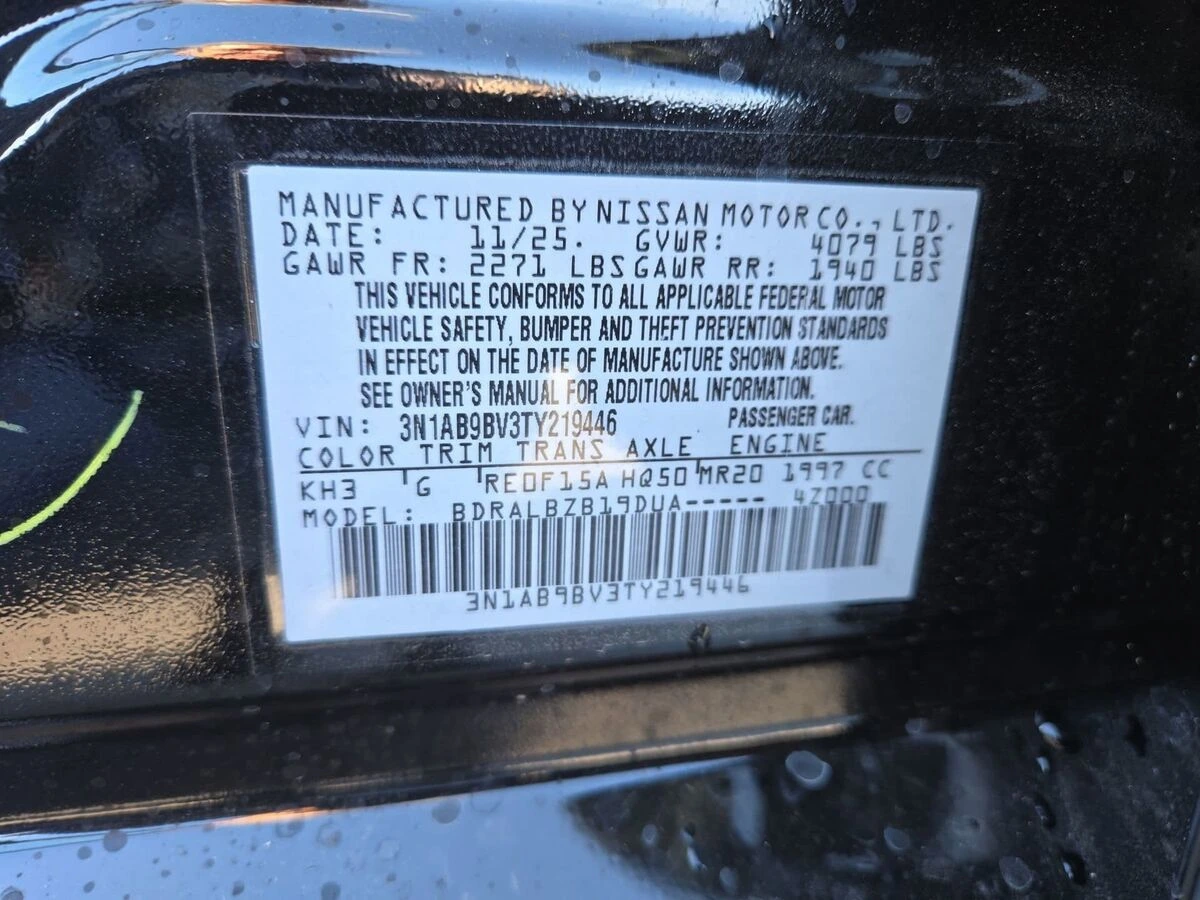 MANUFACTURED BY NISSAN MOTOR CO., LTD.
DATE: 11/25. GVWR: 4079 LBS
GAWR FR: 2271 LBS GAWR RR: 1940 LBS
THIS VEHICLE CONFORMS TO ALL APPLICABLE FEDERAL MOTOR
VEHICLE SAFETY, BUMPER AND THEFT PREVENTION STANDARDS
IN EFFECT ON THE DATE OF MANUFACTURE SHOWN ABOVE.
SEE OWNER'S MANUAL FOR ADDITIONAL INFORMATION.
VIN: 3N1AB9BV3TY219446 PASSENGER CAR.
COLOR TRIM TRANS AXLE ENGINE
KH3 G RE0F15A HQ50 MR20 1997 CC
MODEL: BDRALBZB19DUA----- 4Z000
3N1AB9BV3TY219446